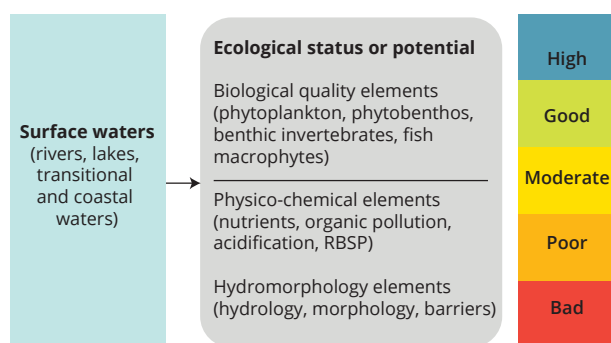 Surface waters
(rivers, lakes,
transitional
and coastal
waters)
Ecological status or potential
Biological quality elements
(phytoplankton, phytobenthos,
benthic invertebrates, fish
macrophytes)
Physico-chemical elements
(nutrients, organic pollution,
acidification, RBSP)
Hydromorphology elements
(hydrology, morphology, barriers)
High
Good
Moderate
Poor
Bad